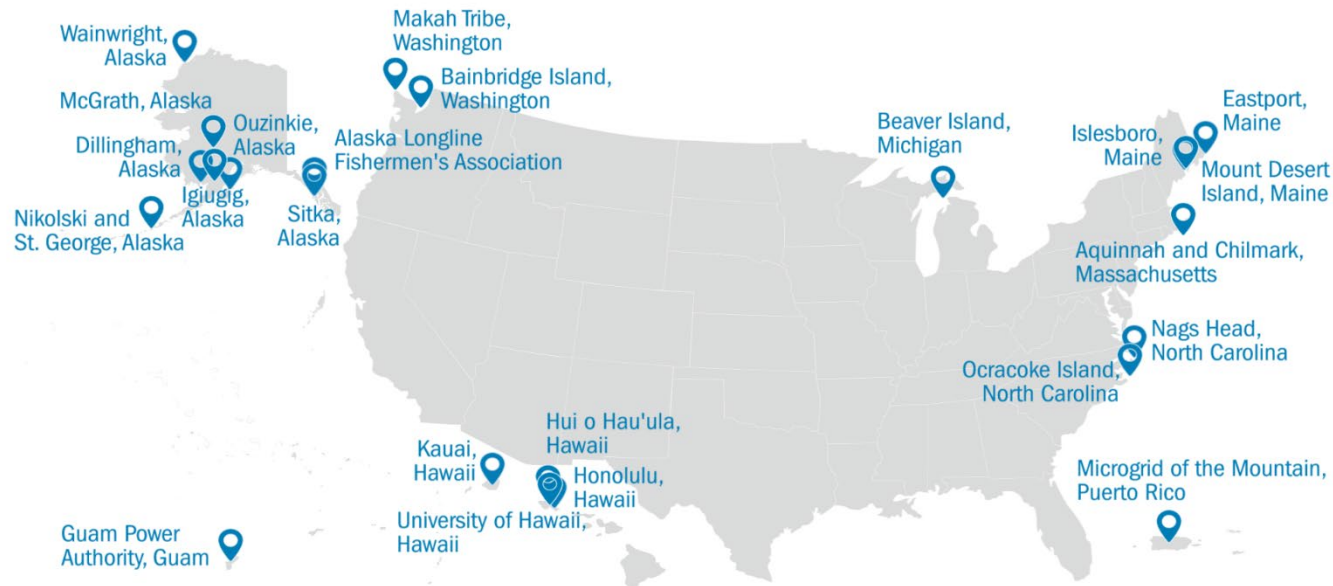 Wainwright,
Alaska
McGrath, Alaska
Ouzinkie,
Alaska
Dillingham,
Alaska
Igiugig,
Alaska
Nikolski and
St. George, Alaska
Alaska Longline
Fishermen's Association
Sitka,
Alaska
Makah Tribe,
Washington
Bainbridge Island,
Washington
Beaver Island,
Michigan
Eastport,
Maine
Islesboro,
Maine
Mount Desert
Island, Maine
Aquinnah and Chilmark,
Massachusetts
Nags Head,
North Carolina
Ocracoke Island,
North Carolina
Hui o Hau'ula,
Hawaii
Kauai,
Hawaii
Honolulu,
Hawaii
University of Hawaii,
Hawaii
Microgrid of the Mountain,
Puerto Rico
Guam Power
Authority, Guam